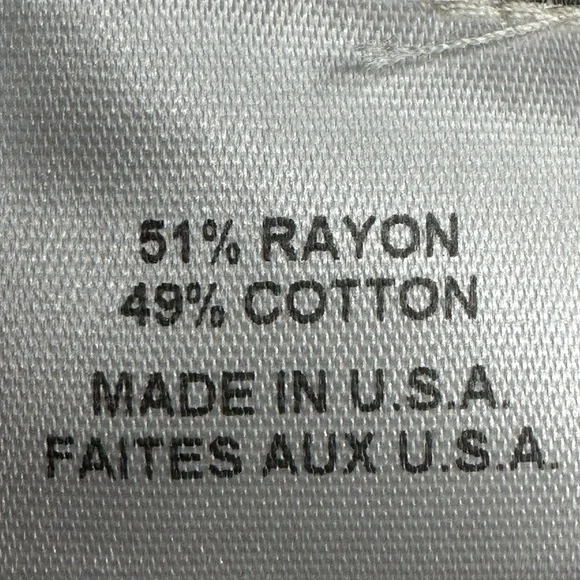 51% RAYON
49% COTTON
MADE IN U.S.A.
FAITES AUX U.S.A.